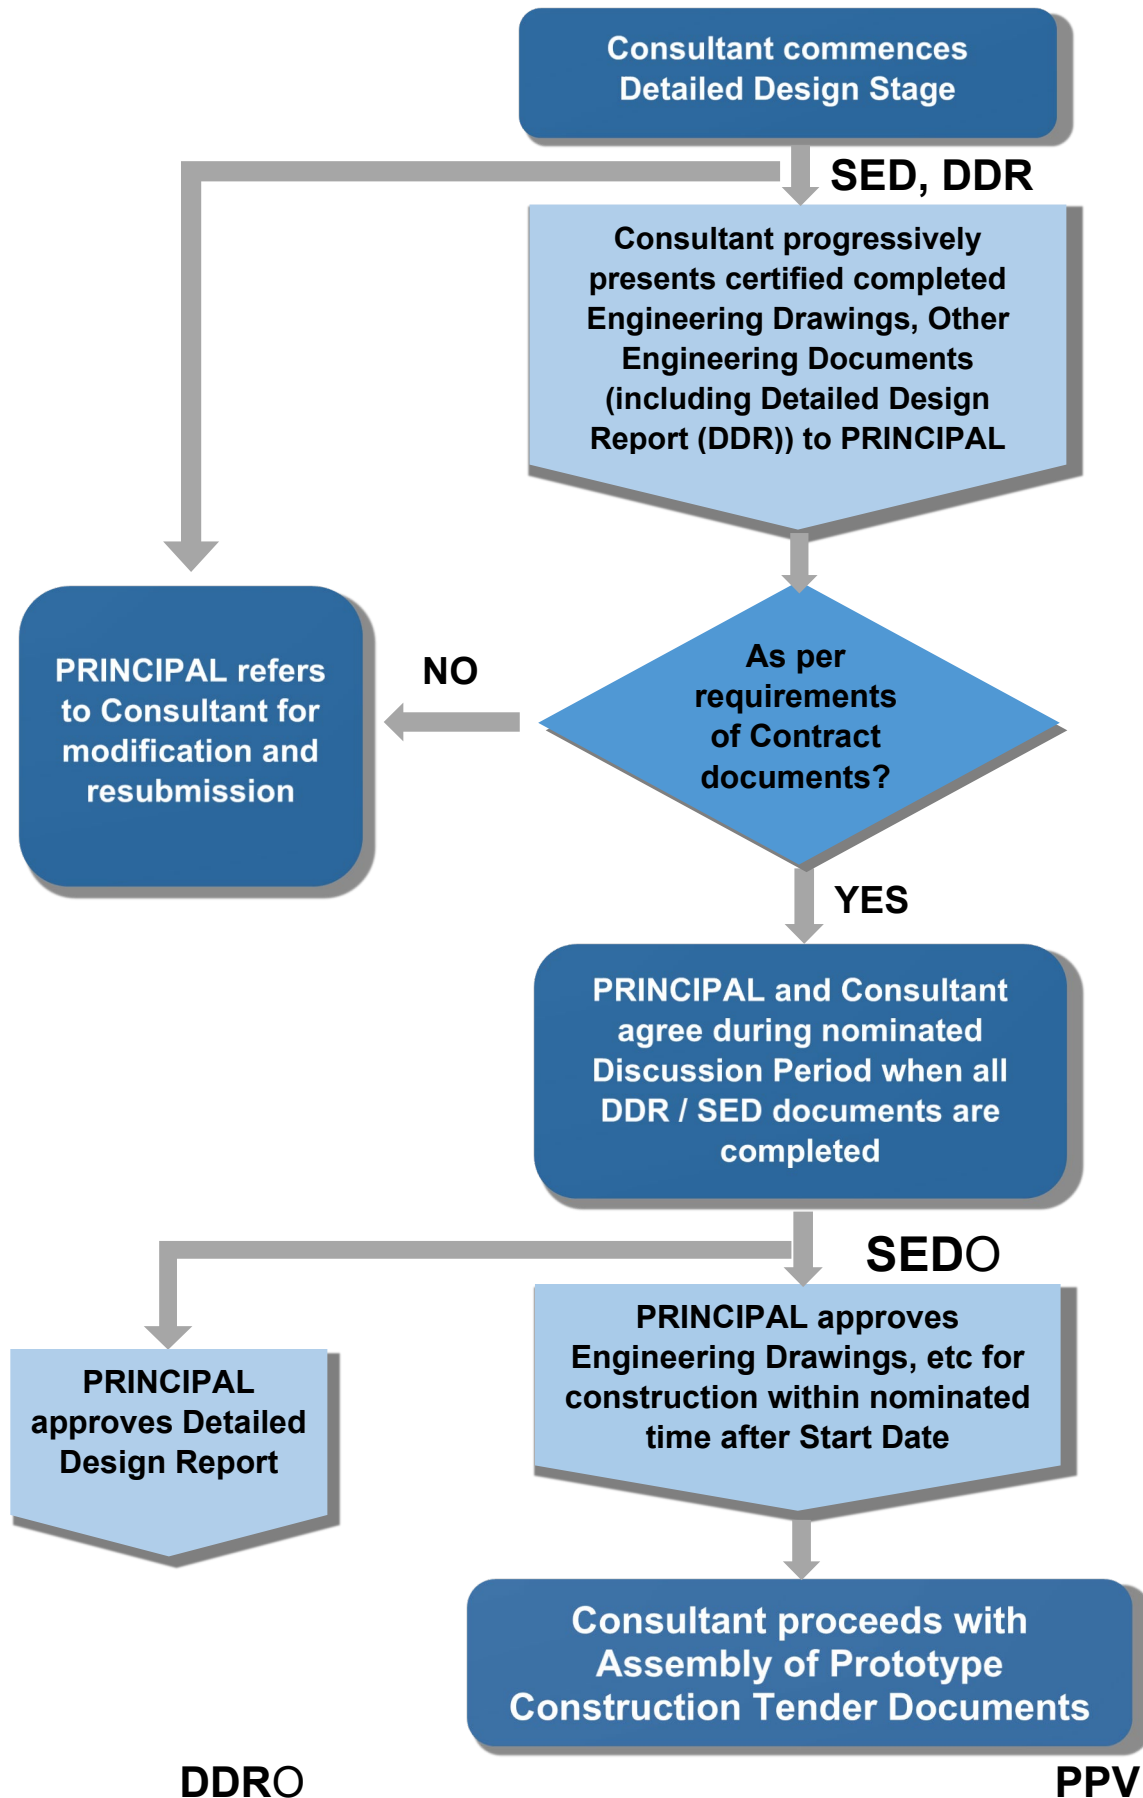 Consultant commences
Detailed Design Stage
SED, DDR
Consultant progressively
presents certified completed
Engineering Drawings, Other
Engineering Documents
(including Detailed Design
Report (DDR)) to PRINCIPAL
As per
requirements
of Contract
documents?
NO
PRINCIPAL refers
to Consultant for
modification and
resubmission
YES
PRINCIPAL and Consultant
agree during nominated
Discussion Period when all
DDR / SED documents are
completed
SEDO
PRINCIPAL approves
Engineering Drawings, etc for
construction within nominated
time after Start Date
PRINCIPAL
approves Detailed
Design Report
Consultant proceeds with
Assembly of Prototype
Construction Tender Documents
DDRO
PPV